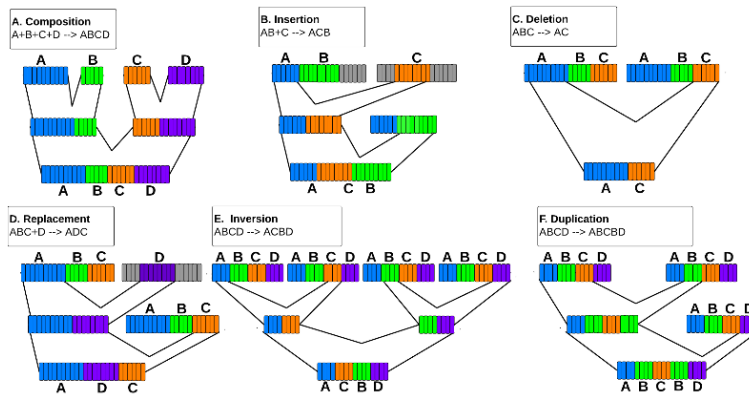 A. Composition
A+B+C+D --> ABCD
A B C D
A B C D
B. Insertion
AB+C --> ACB
A B C
A C B
C. Deletion
ABC --> AC
A B C A B C
A C
D. Replacement
ABC+D --> ADC
A B C D
A B C
A D C
E. Inversion
ABCD --> ACBD
A B C D A B C D A B C D A B C D
A C B D
F. Duplication
ABCD --> ABCBD
A B C D A B C D
A B C D
A B C B D